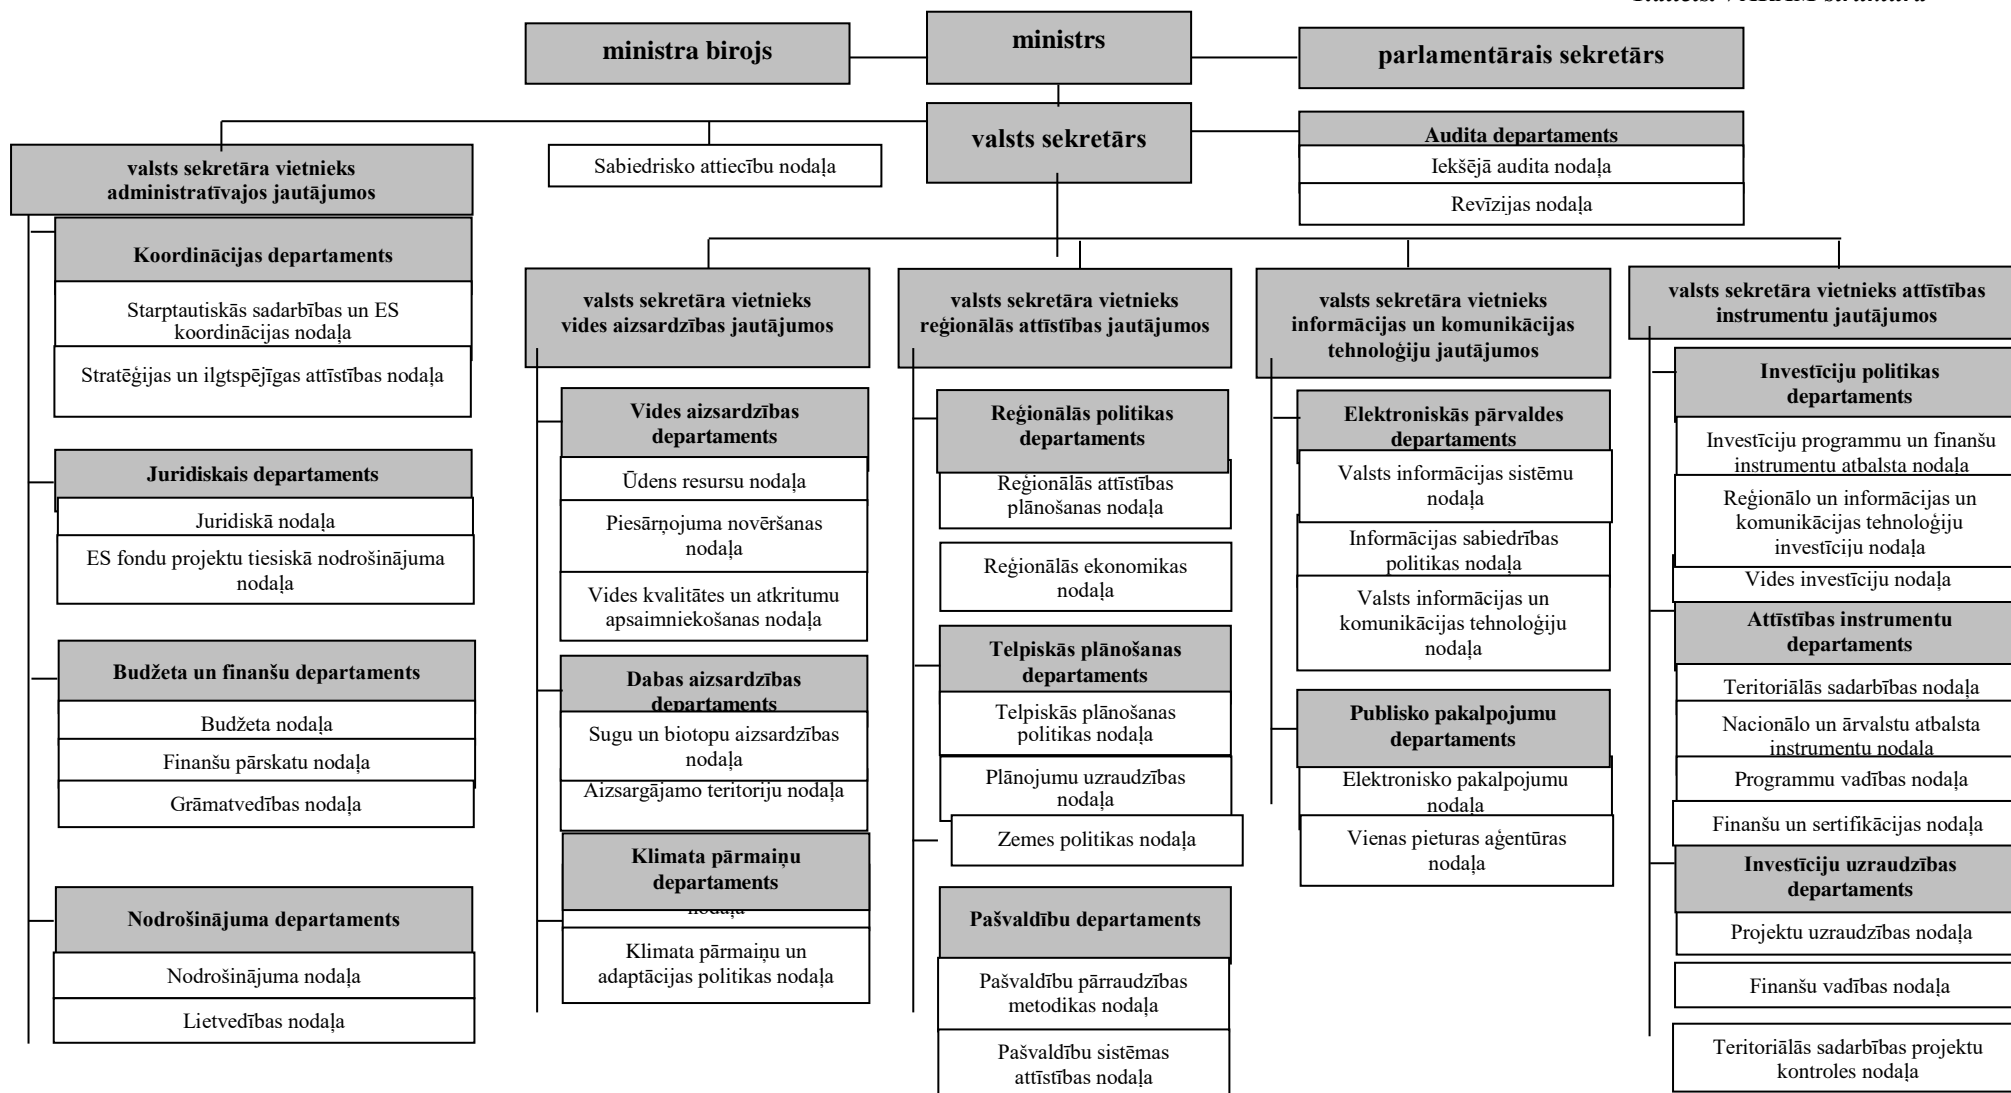 ministra birojs
ministrs
parlamentārais sekretārs
valsts sekretārs
Audita departaments
Iekšējā audita nodaļa
Revīzijas nodaļa
Sabiedrisko attiecību nodaļa
valsts sekretāra vietnieks
administratīvajos jautājumos
Koordinācijas departaments
Starptautiskās sadarbības un ES
koordinācijas nodaļa
Stratēģijas un ilgtspējīgas attīstības nodaļa
Juridiskais departaments
Juridiskā nodaļa
ES fondu projektu tiesiskā nodrošinājuma
nodaļa
Budžeta un finanšu departaments
Budžeta nodaļa
Finanšu pārskatu nodaļa
Grāmatvedības nodaļa
Nodrošinājuma departaments
Nodrošinājuma nodaļa
Lietvedības nodaļa
valsts sekretāra vietnieks
vides aizsardzības jautājumos
Vides aizsardzības
departaments
Ūdens resursu nodaļa
Piesārņojuma novēršanas
nodaļa
Vides kvalitātes un atkritumu
apsaimniekošanas nodaļa
Dabas aizsardzības
departaments
Sugu un biotopu aizsardzības
nodaļa
Aizsargājamo teritoriju nodaļa
Klimata pārmaiņu
departaments
nodaļa
Klimata pārmaiņu un
adaptācijas politikas nodaļa
valsts sekretāra vietnieks
reģionālās attīstības jautājumos
Reģionālās politikas
departaments
Reģionālās attīstības
plānošanas nodaļa
Reģionālās ekonomikas
nodaļa
Telpiskās plānošanas
departaments
Telpiskās plānošanas
politikas nodaļa
Plānojumu uzraudzības
nodaļa
Zemes politikas nodaļa
Pašvaldību departaments
Pašvaldību pārraudzības
metodikas nodaļa
Pašvaldību sistēmas
attīstības nodaļa
valsts sekretāra vietnieks
informācijas un komunikācijas
tehnoloģiju jautājumos
Elektroniskās pārvaldes
departaments
Valsts informācijas sistēmu
nodaļa
Informācijas sabiedrības
politikas nodaļa
Valsts informācijas un
komunikācijas tehnoloģiju
nodaļa
Publisko pakalpojumu
departaments
Elektronisko pakalpojumu
nodaļa
Vienas pieturas aģentūras
nodaļa
valsts sekretāra vietnieks attīstības
instrumentu jautājumos
Investīciju politikas
departaments
Investīciju programmu un finanšu
instrumentu atbalsta nodaļa
Reģionālo un informācijas un
komunikācijas tehnoloģiju
investīciju nodaļa
Vides investīciju nodaļa
Attīstības instrumentu
departaments
Teritoriālās sadarbības nodaļa
Nacionālo un ārvalstu atbalsta
instrumentu nodaļa
Programmu vadības nodaļa
Finanšu un sertifikācijas nodaļa
Investīciju uzraudzības
departaments
Projektu uzraudzības nodaļa
Finanšu vadības nodaļa
Teritoriālās sadarbības projektu
kontroles nodaļa